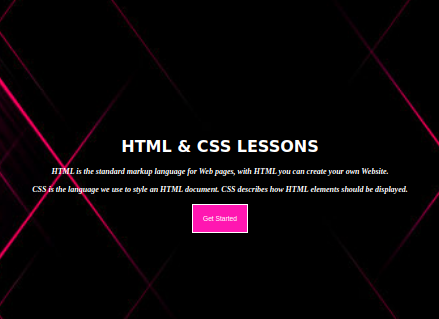 HTML & CSS LESSONS
HTML is the standard markup language for Web pages, with HTML you can create your own Website.
CSS is the language we use to style an HTML document. CSS describes how HTML elements should be displayed.
Get Started